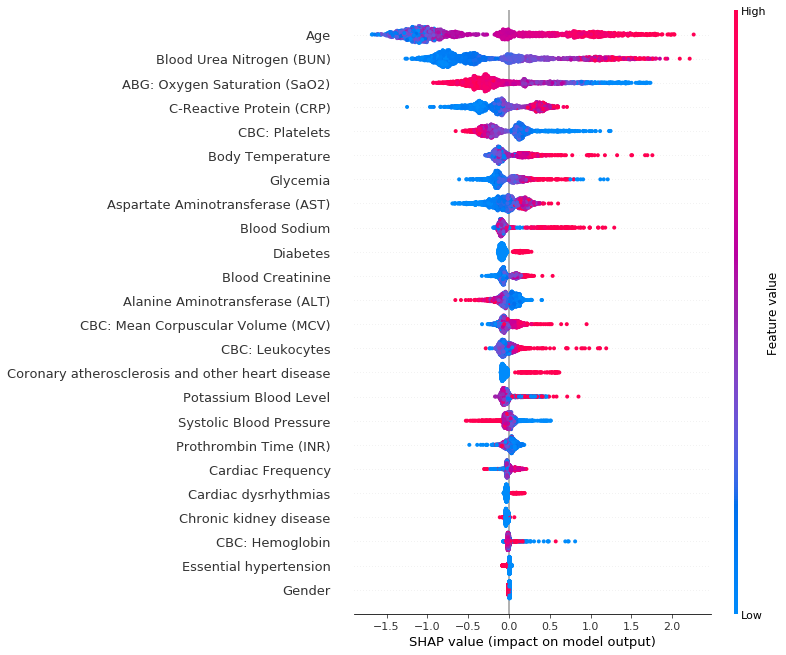 High
Age
Blood Urea Nitrogen (BUN)
ABG: Oxygen Saturation (SaO2)
C-Reactive Protein (CRP)
CBC: Platelets
Body Temperature
Glycemia
Aspartate Aminotransferase (AST)
Blood Sodium
Diabetes
Blood Creatinine
Alanine Aminotransferase (ALT)
CBC: Mean Corpuscular Volume (MCV)
CBC: Leukocytes
Coronary atherosclerosis and other heart disease
Potassium Blood Level
Systolic Blood Pressure
Prothrombin Time (INR)
Cardiac Frequency
Cardiac dysrhythmias
Chronic kidney disease
CBC: Hemoglobin
Essential hypertension
Gender
Feature value
Low
−1.5 −1.0 −0.5 0.0 0.5 1.0 1.5 2.0
SHAP value (impact on model output)